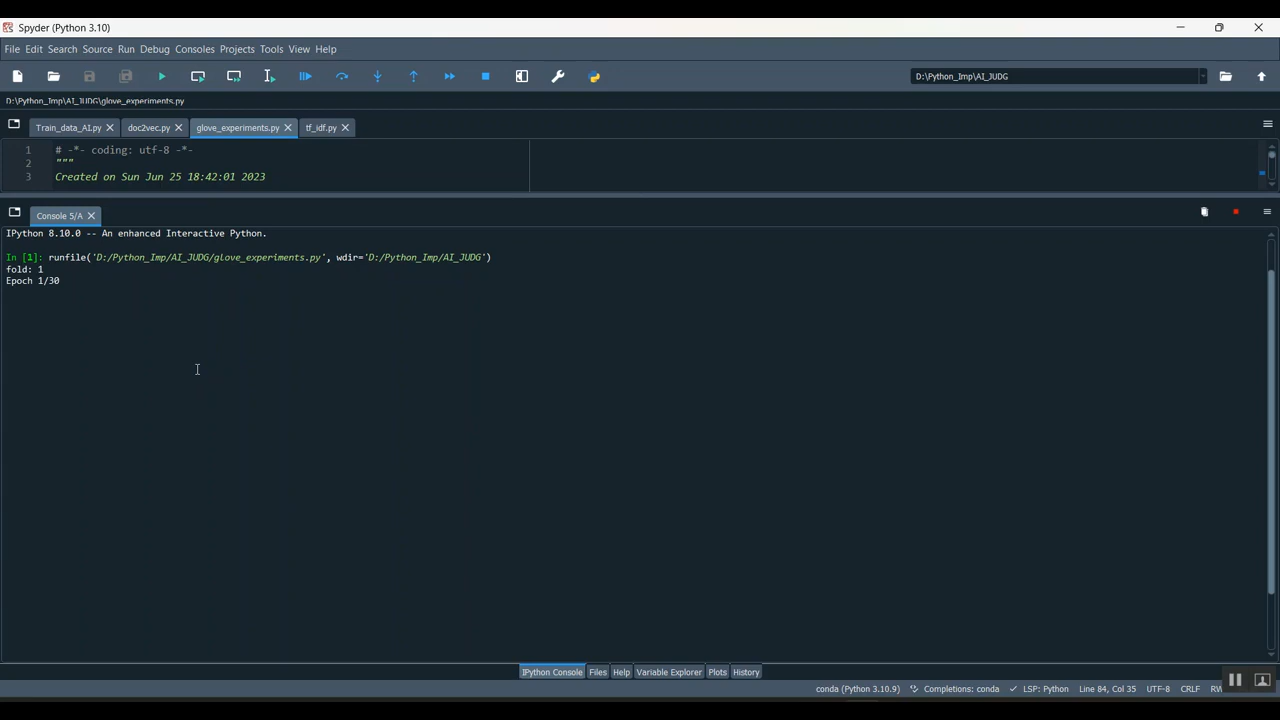 Spyder (Python 3.10)
File Edit Search Source Run Debug Consoles Projects Tools View Help
D:\Python_Imp\AI_JUDG
D:\Python_Imp\AI_JUDG\glove_experiments.py
Train_data_AI.py doc2vec.py glove_experiments.py tf_idf.py
1 # -*- coding: utf-8 -*-
2 """
3 Created on Sun Jun 25 18:42:01 2023
Console 5/A
IPython 8.10.0 -- An enhanced Interactive Python.
In [1]: runfile('D:/Python_Imp/AI_JUDG/glove_experiments.py', wdir='D:/Python_Imp/AI_JUDG')
fold: 1
Epoch 1/30
IPython Console Files Help Variable Explorer Plots History
conda (Python 3.10.9) Completions: conda LSP: Python Line 84, Col 35 UTF-8 CRLF RW